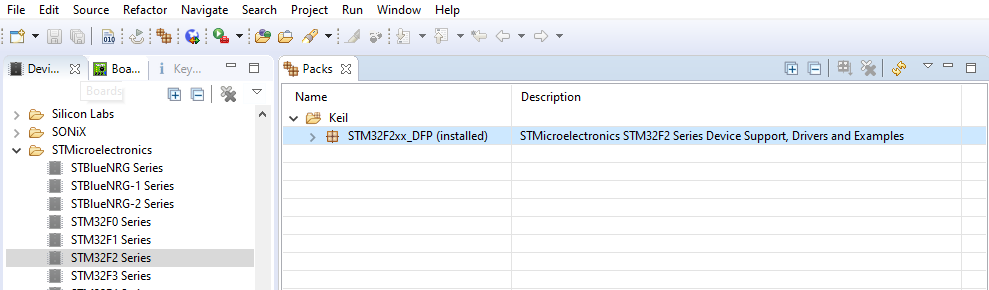 File Edit Source Refactor Navigate Search Project Run Window Help
Devi... Boa... Key... Packs
Boards
Name Description
Silicon Labs
Keil
SONiX
STM32F2xx_DFP (installed) STMicroelectronics STM32F2 Series Device Support, Drivers and Examples
STMicroelectronics
STBlueNRG Series
STBlueNRG-1 Series
STBlueNRG-2 Series
STM32F0 Series
STM32F1 Series
STM32F2 Series
STM32F3 Series